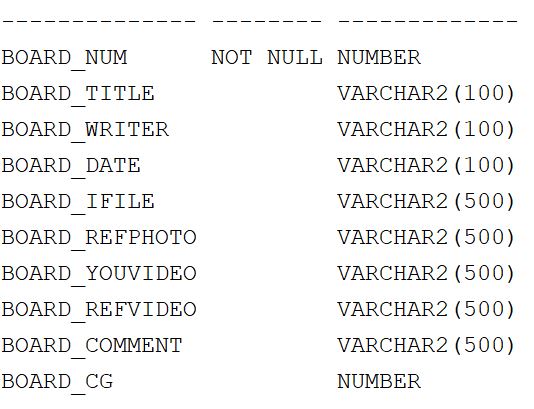 -------------- -------- -------------
BOARD_NUM      NOT NULL NUMBER
BOARD_TITLE             VARCHAR2(100)
BOARD_WRITER            VARCHAR2(100)
BOARD_DATE              VARCHAR2(100)
BOARD_IFILE             VARCHAR2(500)
BOARD_REFPHOTO          VARCHAR2(500)
BOARD_YOUVIDEO          VARCHAR2(500)
BOARD_REFVIDEO          VARCHAR2(500)
BOARD_COMMENT           VARCHAR2(500)
BOARD_CG                NUMBER